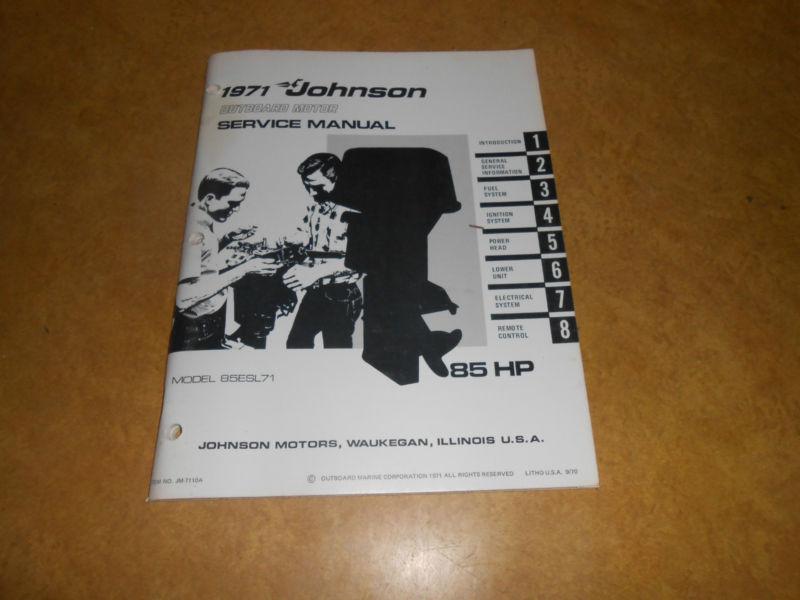 1971 Johnson
OUTBOARD MOTOR
SERVICE MANUAL
INTRODUCTION 1
GENERAL
SERVICE
INFORMATION 2
FUEL
SYSTEM 3
IGNITION
SYSTEM 4
POWER
HEAD 5
LOWER
UNIT 6
ELECTRICAL
SYSTEM 7
REMOTE
CONTROL 8
85 HP
MODEL 85ESL71
JOHNSON MOTORS, WAUKEGAN, ILLINOIS U.S.A.
ITEM NO. JM-7110A
© OUTBOARD MARINE CORPORATION 1971 ALL RIGHTS RESERVED
LITHO U.S.A. 9/70